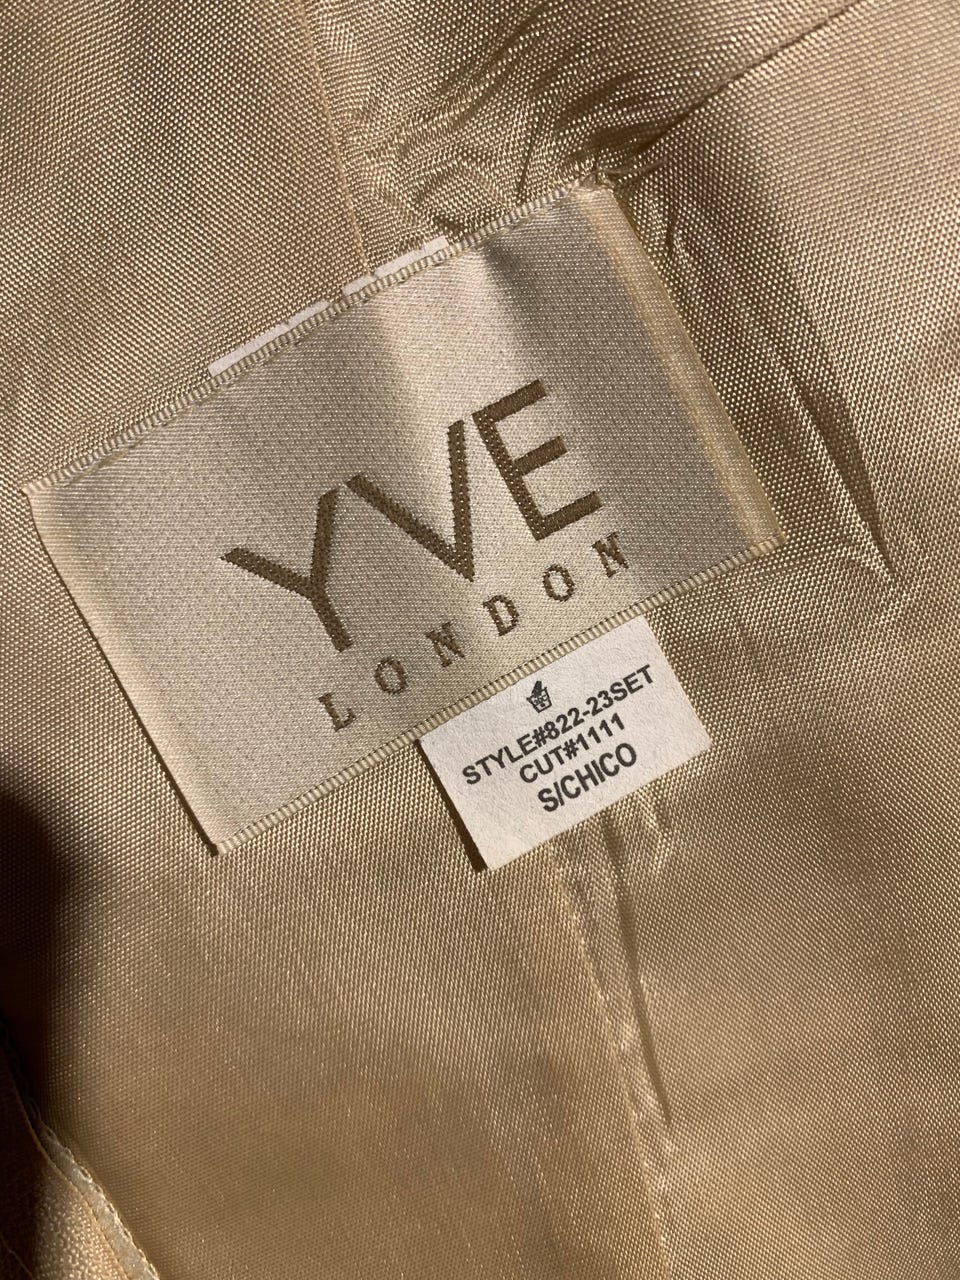 YVE
LONDON
STYLE#822-23SET
CUT#1111
S/CHICO